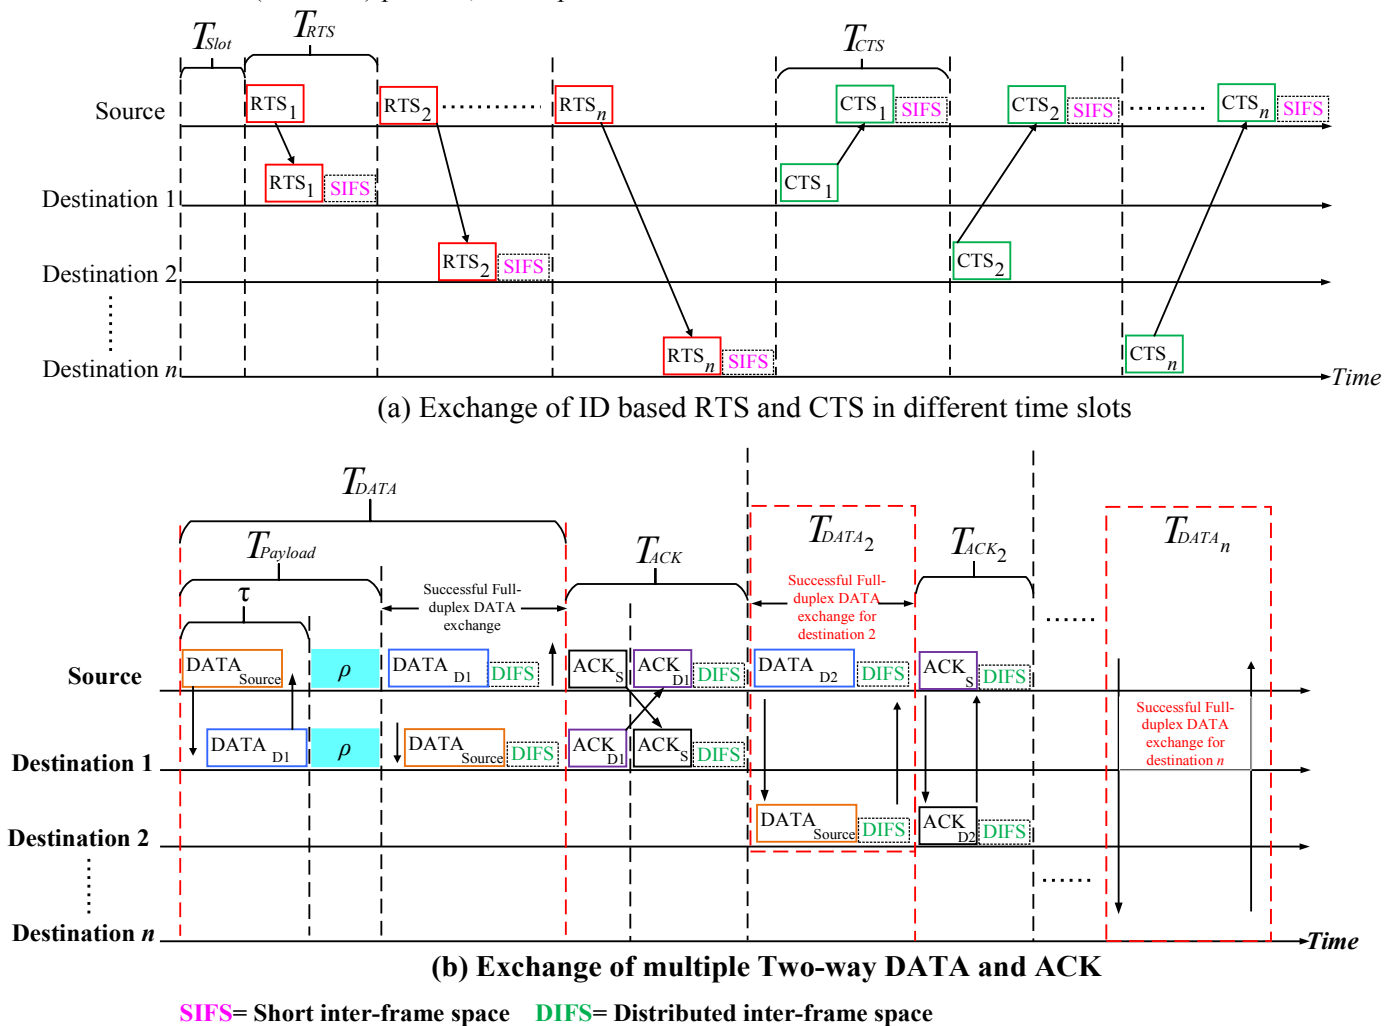 T_Slot T_RTS T_CTS
Source RTS1 RTS2 RTSn CTS1 SIFS CTS2 SIFS CTSn SIFS
Destination 1 RTS1 SIFS CTS1
Destination 2 RTS2 SIFS CTS2
Destination n RTSn SIFS CTSn
Time
(a) Exchange of ID based RTS and CTS in different time slots
T_DATA
T_Payload T_ACK T_DATA2 T_ACK2 T_DATAn
τ
Successful Full-
duplex DATA
exchange
Successful Full-
duplex DATA
exchange for
destination 2
Source DATA Source ρ DATA D1 DIFS ACK S ACK D1 DIFS DATA D2 DIFS ACK S DIFS
Successful Full-
duplex DATA
exchange for
destination n
Destination 1 DATA D1 ρ DATA Source DIFS ACK D1 ACK S DIFS
Destination 2 DATA Source DIFS ACK D2 DIFS
Destination n
Time
(b) Exchange of multiple Two-way DATA and ACK
SIFS= Short inter-frame space DIFS= Distributed inter-frame space